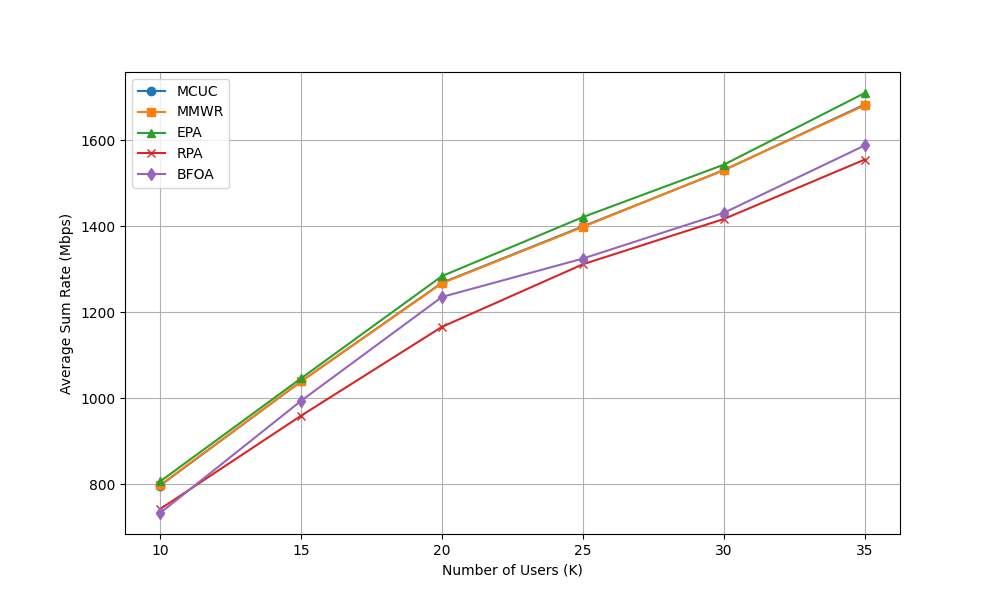 MCUC
MMWR
EPA
RPA
BFOA
Average Sum Rate (Mbps)
1600
1400
1200
1000
800
10 15 20 25 30 35
Number of Users (K)